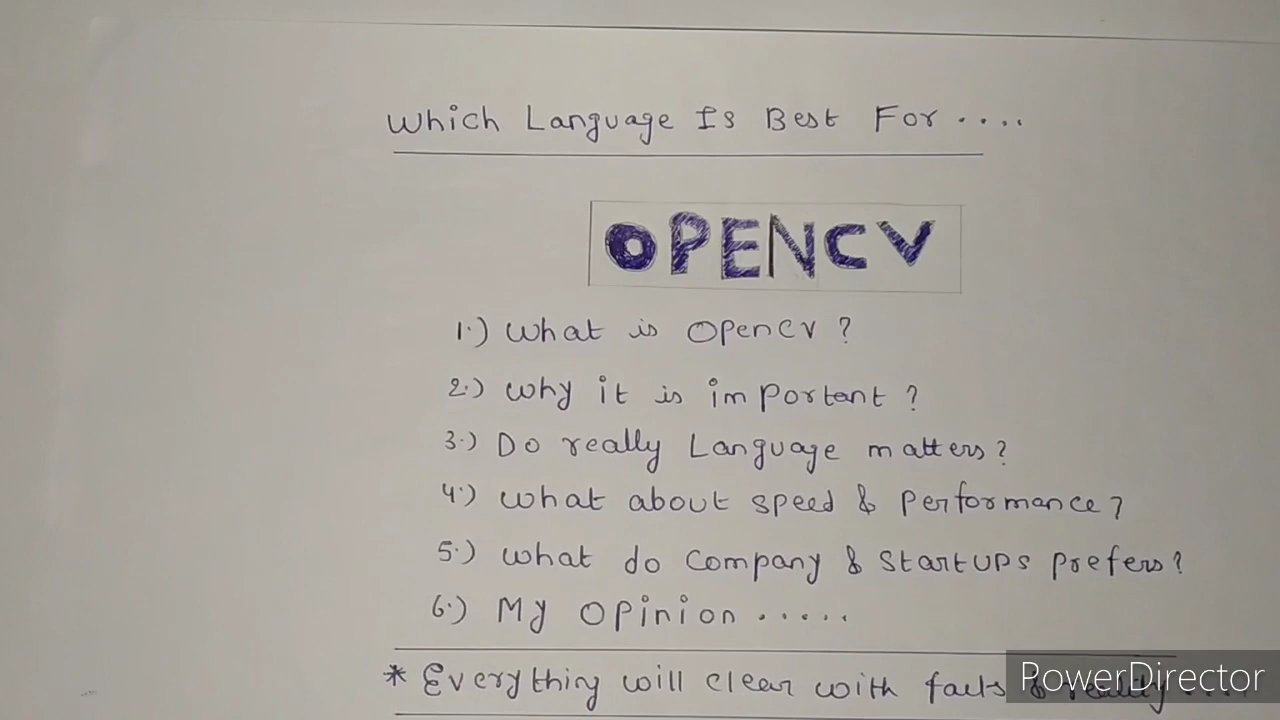 Which Language Is Best For ....
OPENCV
1.) What is OpenCV ?
2.) Why it is important ?
3.) Do really Language matters ?
4.) What about speed & Performance ?
5.) What do Company & StartUPs prefers ?
6.) My Opinion .....
* Everything will clear with facts & reality ....
PowerDirector